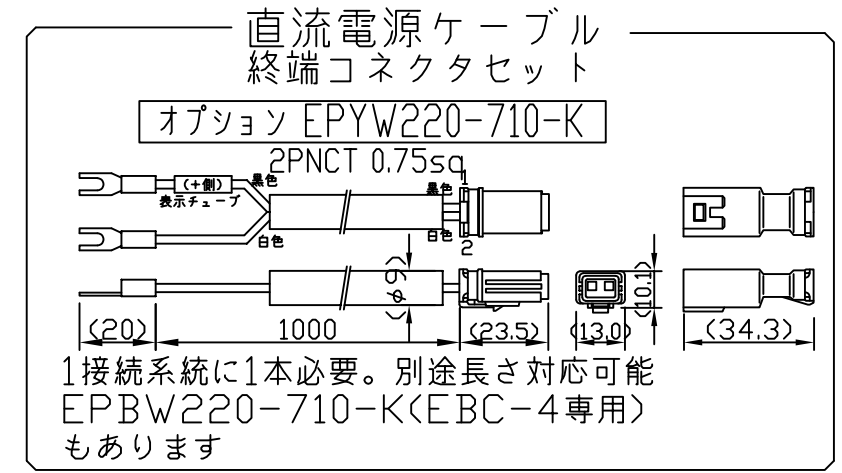 直流電源ケーブル
終端コネクタセット
オプション EPYW220-710-K
2PNCT 0.75sq
(+側)
黒色
表示チューブ
白色
黒色
1
白色
2
(φ9)
(10.1)
(20)
1000
(23.5)
(13.0)
(34.3)
1接続系統に1本必要。別途長さ対応可能
EPBW220-710-K(EBC-4専用)
もあります